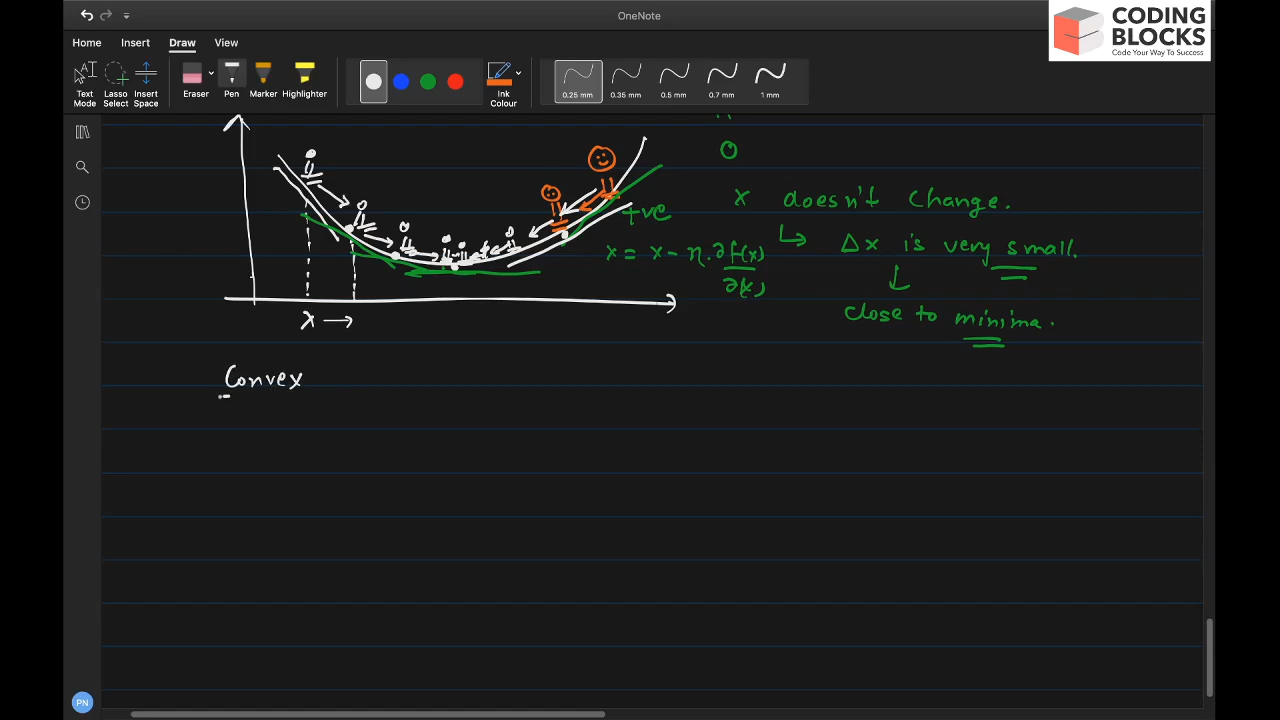 OneNote
CODING
BLOCKS
Code Your Way To Success
Home Insert Draw View
Text Mode
Lasso Select
Insert Space
Eraser
Pen
Marker
Highlighter
Ink Colour
0.25 mm
0.35 mm
0.5 mm
0.7 mm
1 mm
0
x doesn't change.
+ve
x = x - η.∂f(x)/∂(x)
↳ Δx is very small.
↓
close to minima.
x →
Convex
PN